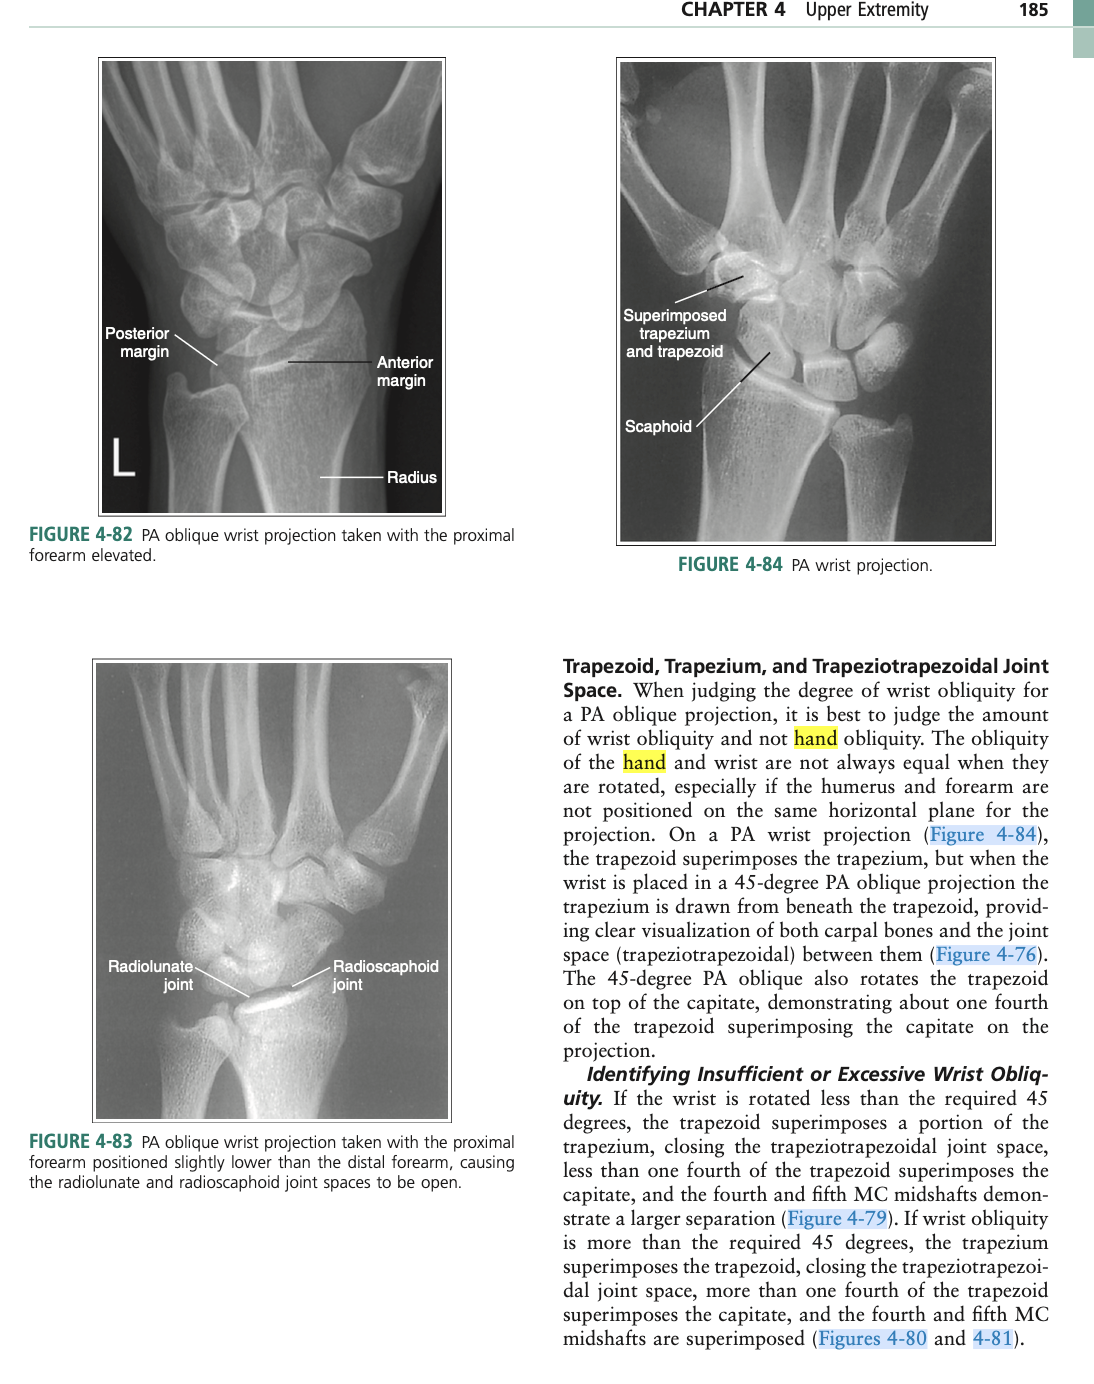 CHAPTER 4 Upper Extremity 185
Posterior
margin
Anterior
margin
L
Radius
FIGURE 4-82 PA oblique wrist projection taken with the proximal
forearm elevated.
Superimposed
trapezium
and trapezoid
Scaphoid
FIGURE 4-84 PA wrist projection.
Radiolunate
joint
Radioscaphoid
joint
FIGURE 4-83 PA oblique wrist projection taken with the proximal
forearm positioned slightly lower than the distal forearm, causing
the radiolunate and radioscaphoid joint spaces to be open.
Trapezoid, Trapezium, and Trapeziotrapezoidal Joint
Space. When judging the degree of wrist obliquity for
a PA oblique projection, it is best to judge the amount
of wrist obliquity and not hand obliquity. The obliquity
of the hand and wrist are not always equal when they
are rotated, especially if the humerus and forearm are
not positioned on the same horizontal plane for the
projection. On a PA wrist projection (Figure 4-84),
the trapezoid superimposes the trapezium, but when the
wrist is placed in a 45-degree PA oblique projection the
trapezium is drawn from beneath the trapezoid, provid-
ing clear visualization of both carpal bones and the joint
space (trapeziotrapezoidal) between them (Figure 4-76).
The 45-degree PA oblique also rotates the trapezoid
on top of the capitate, demonstrating about one fourth
of the trapezoid superimposing the capitate on the
projection.
Identifying Insufficient or Excessive Wrist Obliq-
uity. If the wrist is rotated less than the required 45
degrees, the trapezoid superimposes a portion of the
trapezium, closing the trapeziotrapezoidal joint space,
less than one fourth of the trapezoid superimposes the
capitate, and the fourth and fifth MC midshafts demon-
strate a larger separation (Figure 4-79). If wrist obliquity
is more than the required 45 degrees, the trapezium
superimposes the trapezoid, closing the trapeziotrapezoi-
dal joint space, more than one fourth of the trapezoid
superimposes the capitate, and the fourth and fifth MC
midshafts are superimposed (Figures 4-80 and 4-81).